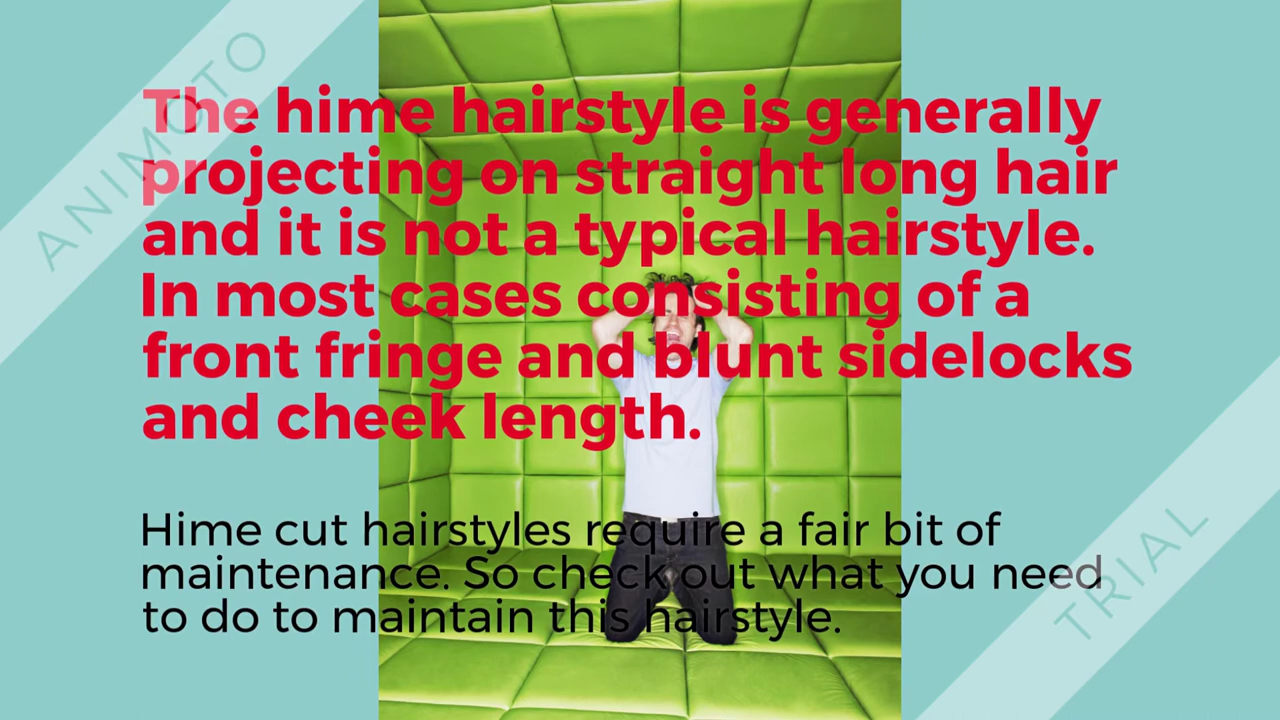 ANIMOTO
The hime hairstyle is generally
projecting on straight long hair
and it is not a typical hairstyle.
In most cases consisting of a
front fringe and blunt sidelocks
and cheek length.
Hime cut hairstyles require a fair bit of
maintenance. So check out what you need
to do to maintain this hairstyle.
TRIAL